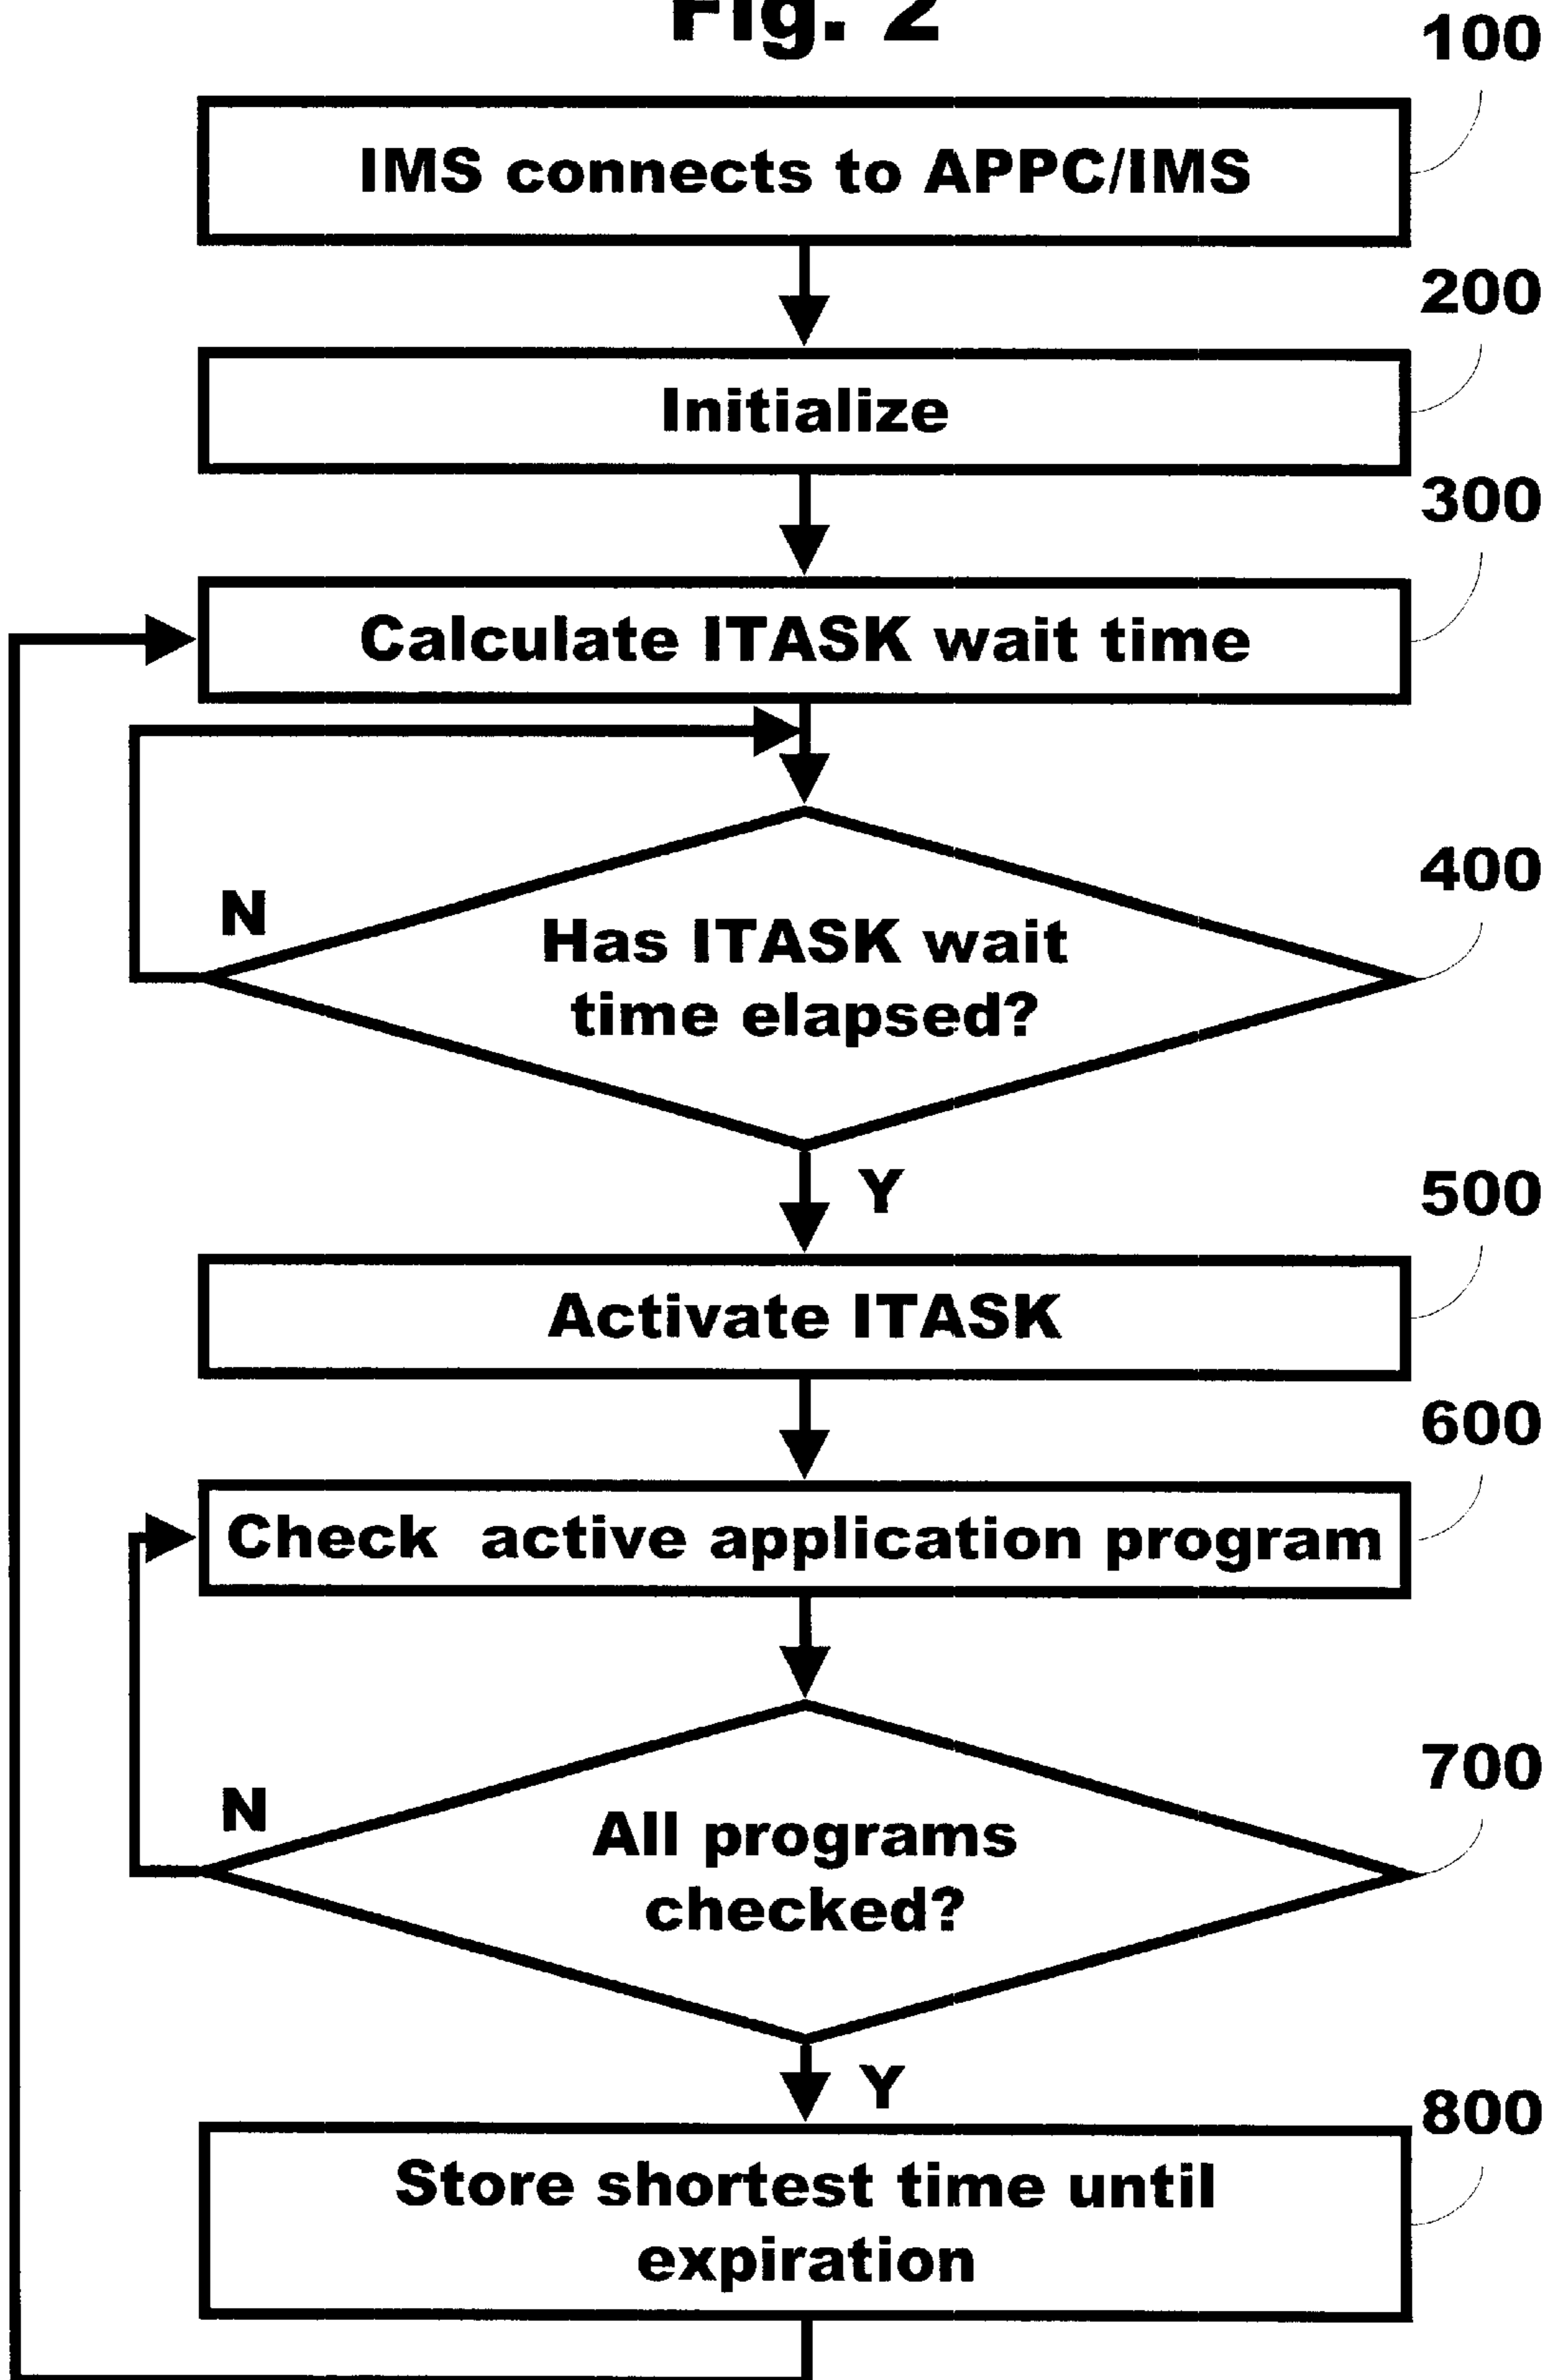 Fig. 2
100
IMS connects to APPC/IMS
200
Initialize
300
Calculate ITASK wait time
400
N
Has ITASK wait
time elapsed?
Y
500
Activate ITASK
600
Check active application program
700
N
All programs
checked?
Y
800
Store shortest time until
expiration